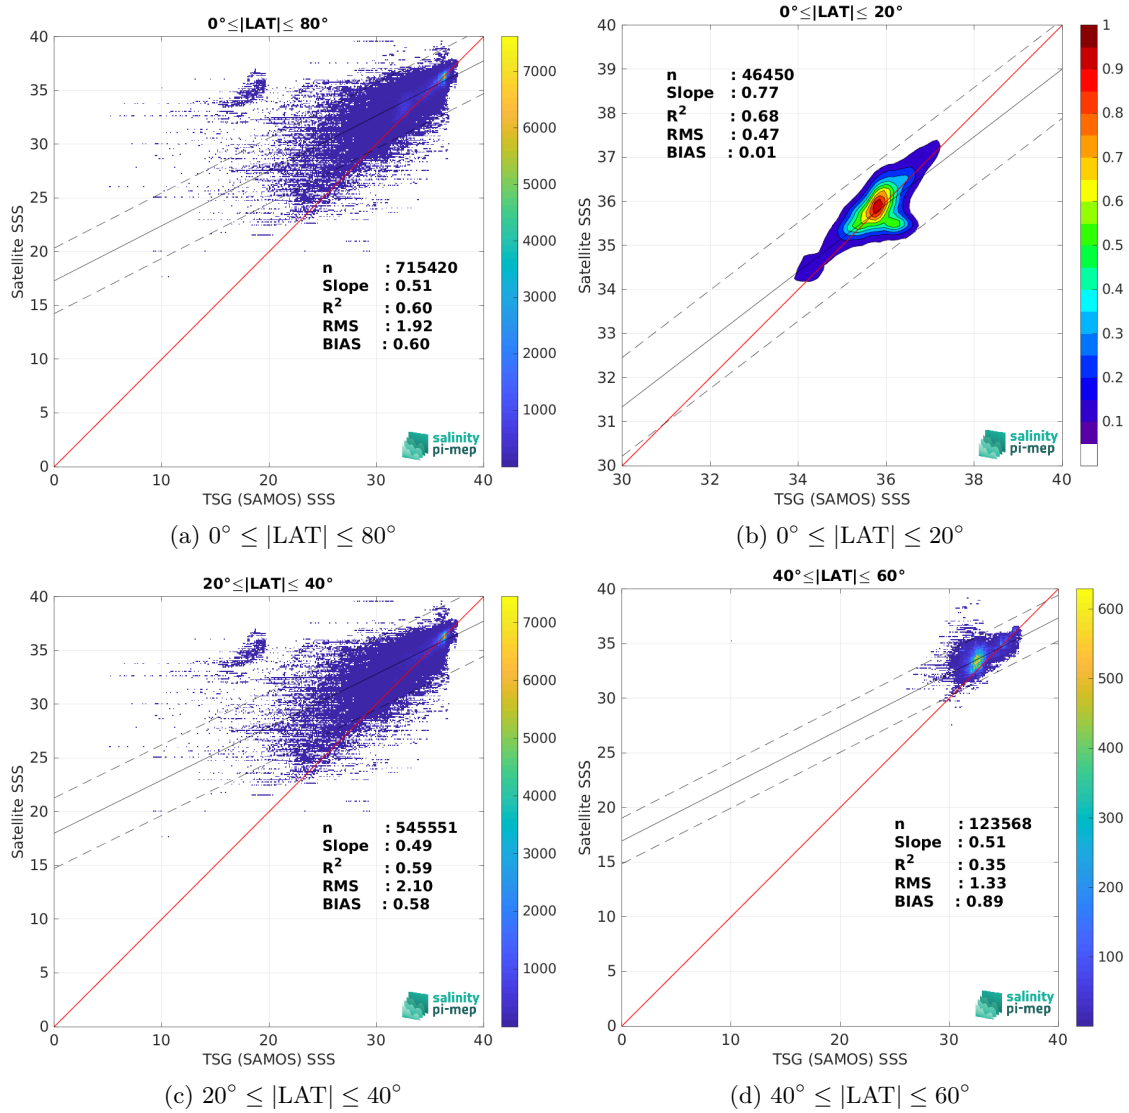 0°≤|LAT|≤ 80°
40
35
30
25
20
15
10
5
0
Satellite SSS
n : 715420
Slope : 0.51
R² : 0.60
RMS : 1.92
BIAS : 0.60
salinity
pi-mep
0 10 20 30 40
TSG (SAMOS) SSS
7000
6000
5000
4000
3000
2000
1000
(a) 0° ≤ |LAT| ≤ 80°
0°≤|LAT|≤ 20°
40
39
38
37
36
35
34
33
32
31
30
Satellite SSS
n : 46450
Slope : 0.77
R² : 0.68
RMS : 0.47
BIAS : 0.01
salinity
pi-mep
30 32 34 36 38 40
TSG (SAMOS) SSS
1
0.9
0.8
0.7
0.6
0.5
0.4
0.3
0.2
0.1
(b) 0° ≤ |LAT| ≤ 20°
20°≤|LAT|≤ 40°
40
35
30
25
20
15
10
5
0
Satellite SSS
n : 545551
Slope : 0.49
R² : 0.59
RMS : 2.10
BIAS : 0.58
salinity
pi-mep
0 10 20 30 40
TSG (SAMOS) SSS
7000
6000
5000
4000
3000
2000
1000
(c) 20° ≤ |LAT| ≤ 40°
40°≤|LAT|≤ 60°
40
35
30
25
20
15
10
5
0
Satellite SSS
n : 123568
Slope : 0.51
R² : 0.35
RMS : 1.33
BIAS : 0.89
salinity
pi-mep
0 10 20 30 40
TSG (SAMOS) SSS
600
500
400
300
200
100
(d) 40° ≤ |LAT| ≤ 60°